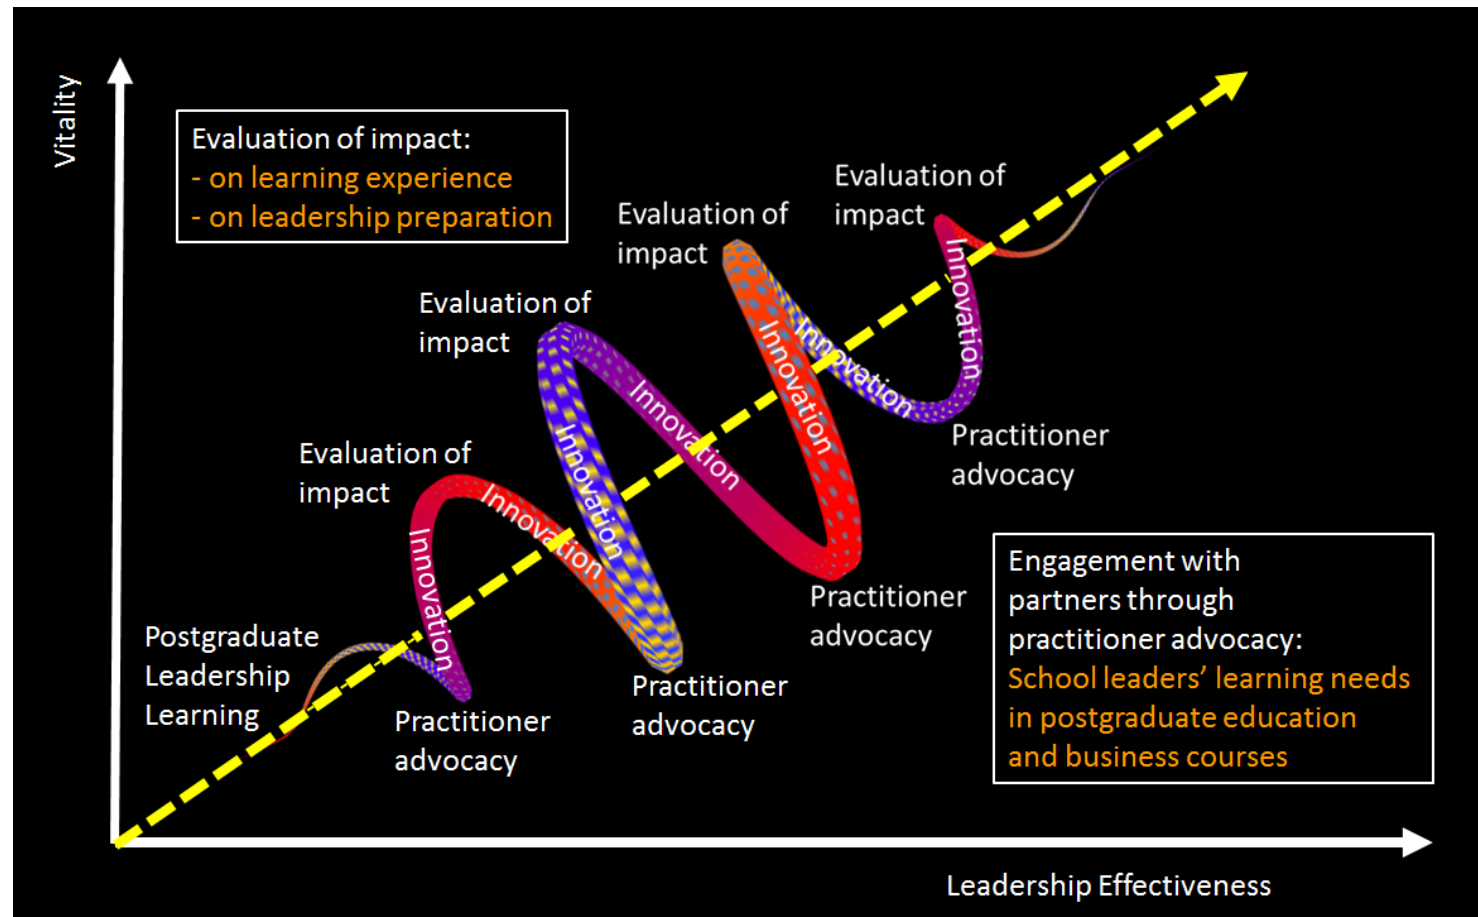 Vitality
Evaluation of impact:
- on learning experience
- on leadership preparation
Evaluation of
impact
Evaluation of
impact
Evaluation of
impact
Evaluation of
impact
Innovation
Innovation
Innovation
Innovation
Innovation
Innovation
Innovation
Postgraduate
Leadership
Learning
Practitioner
advocacy
Practitioner
advocacy
Practitioner
advocacy
Practitioner
advocacy
Engagement with
partners through
practitioner advocacy:
School leaders’ learning needs
in postgraduate education
and business courses
Leadership Effectiveness